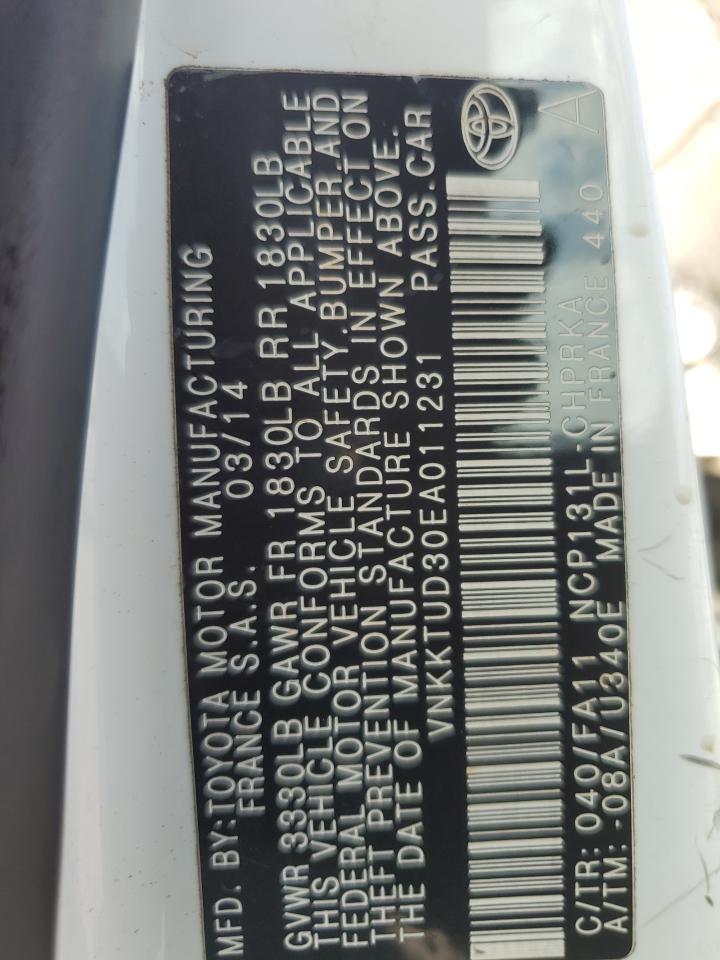 MFD. BY:TOYOTA MOTOR MANUFACTURING
FRANCE S.A.S. 03/14
GVWR 3330LB GAWR FR 1830LB RR 1830LB
THIS VEHICLE CONFORMS TO ALL APPLICABLE
FEDERAL MOTOR VEHICLE SAFETY,BUMPER,AND
THEFT PREVENTION STANDARDS IN EFFECT ON
THE DATE OF MANUFACTURE SHOWN ABOVE.
VNKKTUD30EA011231 PASS.CAR
C/TR: 040/FA11 NCP131L-CHPRKA
A/TM: -08A/U340E MADE IN FRANCE 440
A